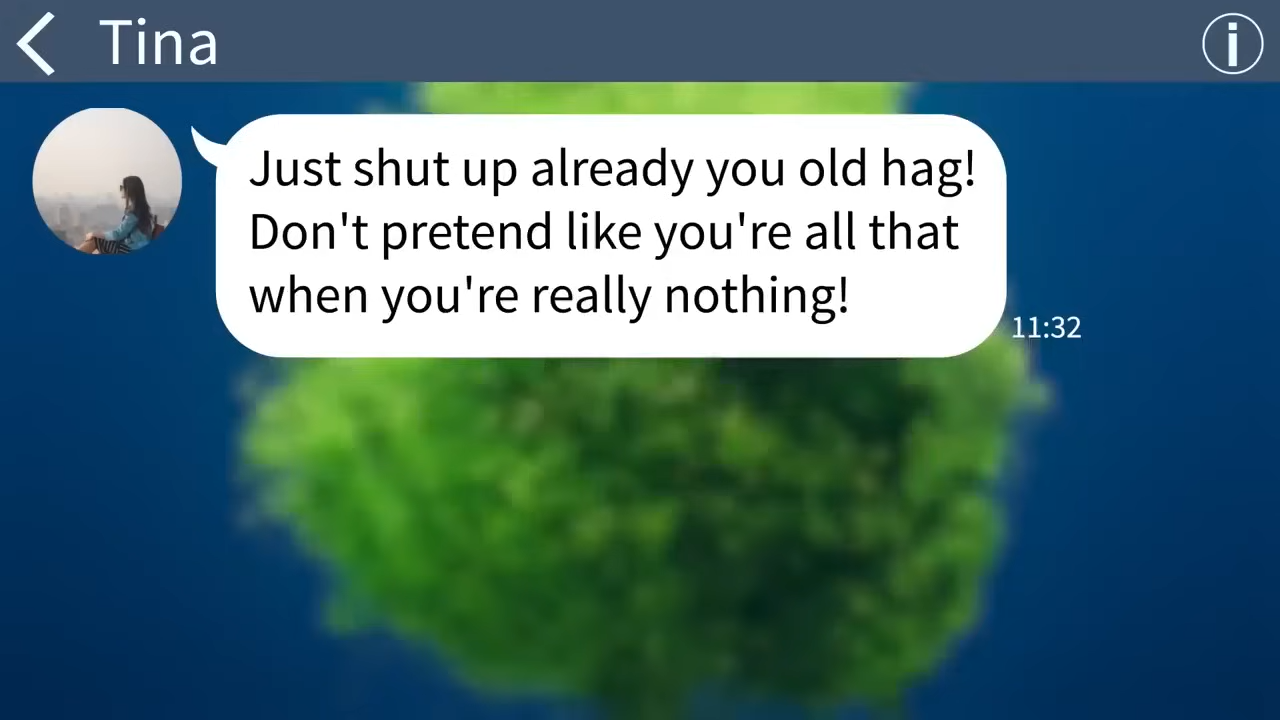 Tina
Just shut up already you old hag!
Don't pretend like you're all that
when you're really nothing!
11:32